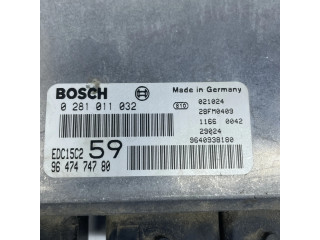 BOSCH
Made in Germany
0 281 011 032
021024
28FM0409
1166 0042
29024
9640938180
EDC15C2 59
96 474 747 80